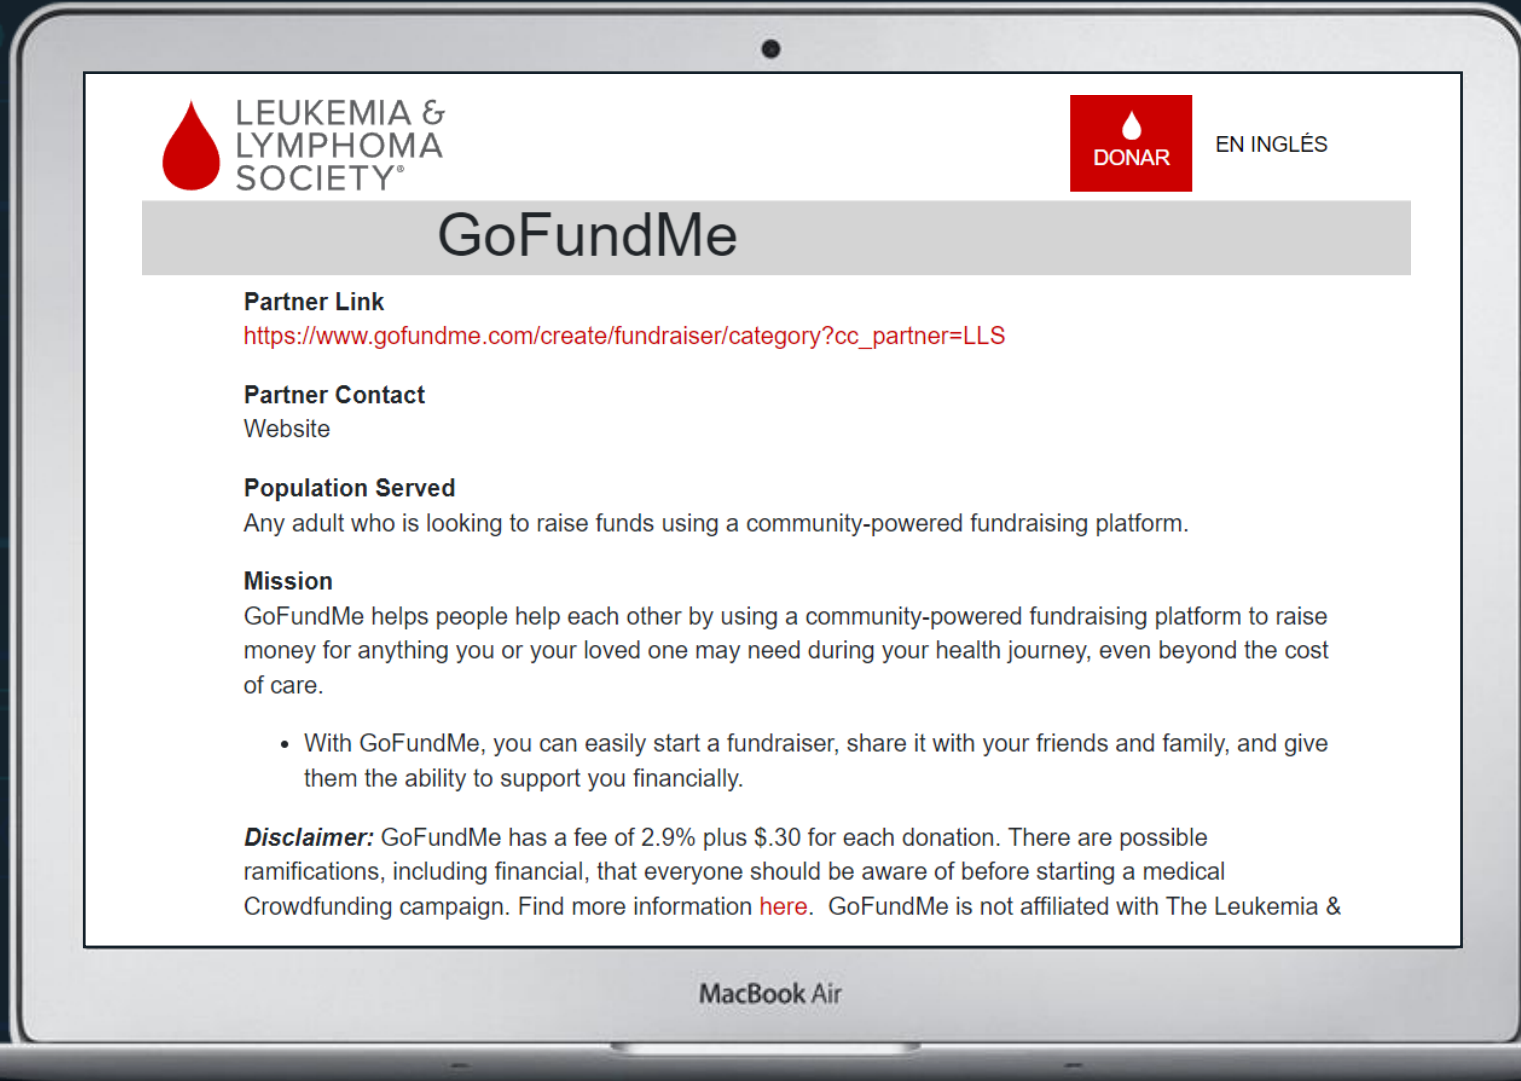 LEUKEMIA &
LYMPHOMA
SOCIETY®
DONAR
EN INGLÉS
GoFundMe
Partner Link
https://www.gofundme.com/create/fundraiser/category?cc_partner=LLS
Partner Contact
Website
Population Served
Any adult who is looking to raise funds using a community-powered fundraising platform.
Mission
GoFundMe helps people help each other by using a community-powered fundraising platform to raise
money for anything you or your loved one may need during your health journey, even beyond the cost
of care.
• With GoFundMe, you can easily start a fundraiser, share it with your friends and family, and give
them the ability to support you financially.
Disclaimer: GoFundMe has a fee of 2.9% plus $.30 for each donation. There are possible
ramifications, including financial, that everyone should be aware of before starting a medical
Crowdfunding campaign. Find more information here. GoFundMe is not affiliated with The Leukemia &
MacBook Air